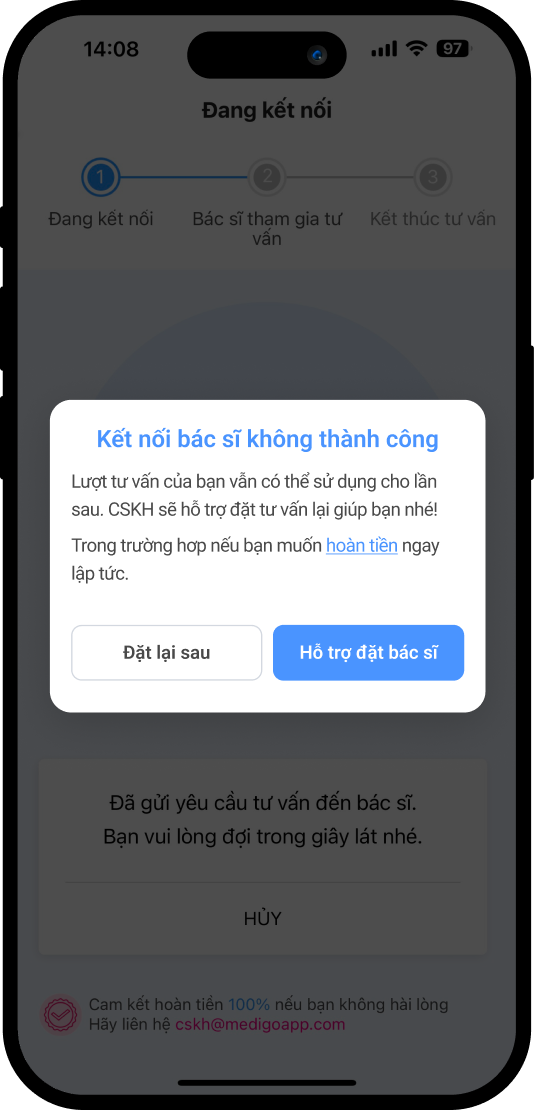 14:08
97
Đang kết nối
1
2
3
Đang kết nối
Bác sĩ tham gia tư
vấn
Kết thúc tư vấn
Kết nối bác sĩ không thành công
Lượt tư vấn của bạn vẫn có thể sử dụng cho lần
sau. CSKH sẽ hỗ trợ đặt tư vấn lại giúp bạn nhé!
Trong trường hơp nếu bạn muốn hoàn tiền ngay
lập tức.
Đặt lại sau
Hỗ trợ đặt bác sĩ
Đã gửi yêu cầu tư vấn đến bác sĩ.
Bạn vui lòng đợi trong giây lát nhé.
HỦY
Cam kết hoàn tiền 100% nếu bạn không hài lòng
Hãy liên hệ cskh@medigoapp.com